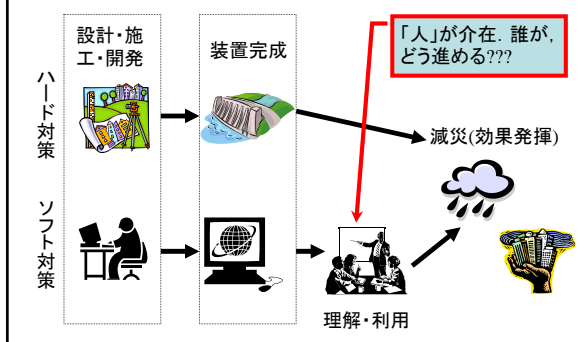 設計・施
工・開発
装置完成
「人」が介在. 誰が,
どう進める???
ハード対策
減災(効果発揮)
ソフト対策
理解・利用